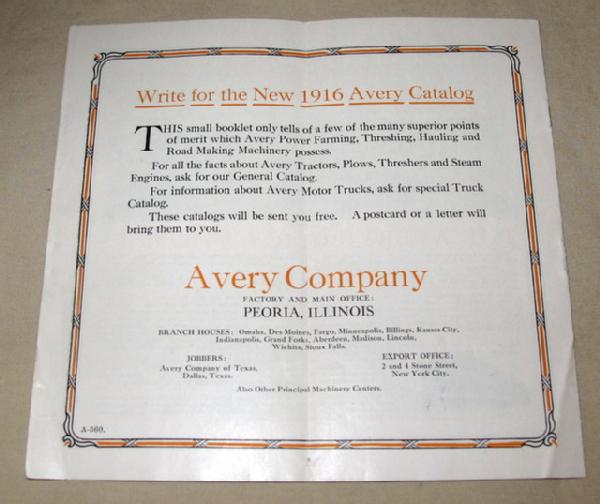 Write for the New 1916 Avery Catalog
THIS small booklet only tells of a few of the many superior points
of merit which Avery Power Farming, Threshing, Hauling and
Road Making Machinery possess.
For all the facts about Avery Tractors, Plows, Threshers and Steam
Engines, ask for our General Catalog.
For information about Avery Motor Trucks, ask for special Truck
Catalog.
These catalogs will be sent you free. A postcard or a letter will
bring them to you.
Avery Company
FACTORY AND MAIN OFFICE:
PEORIA, ILLINOIS
BRANCH HOUSES: Omaha, Des Moines, Fargo, Minneapolis, Billings, Kansas City,
Indianapolis, Grand Forks, Aberdeen, Madison, Lincoln,
Wichita, Sioux Falls.
JOBBERS:
Avery Company of Texas,
Dallas, Texas.
EXPORT OFFICE:
2 and 4 Stone Street,
New York City.
Also Other Principal Machinery Centers.
A-560.